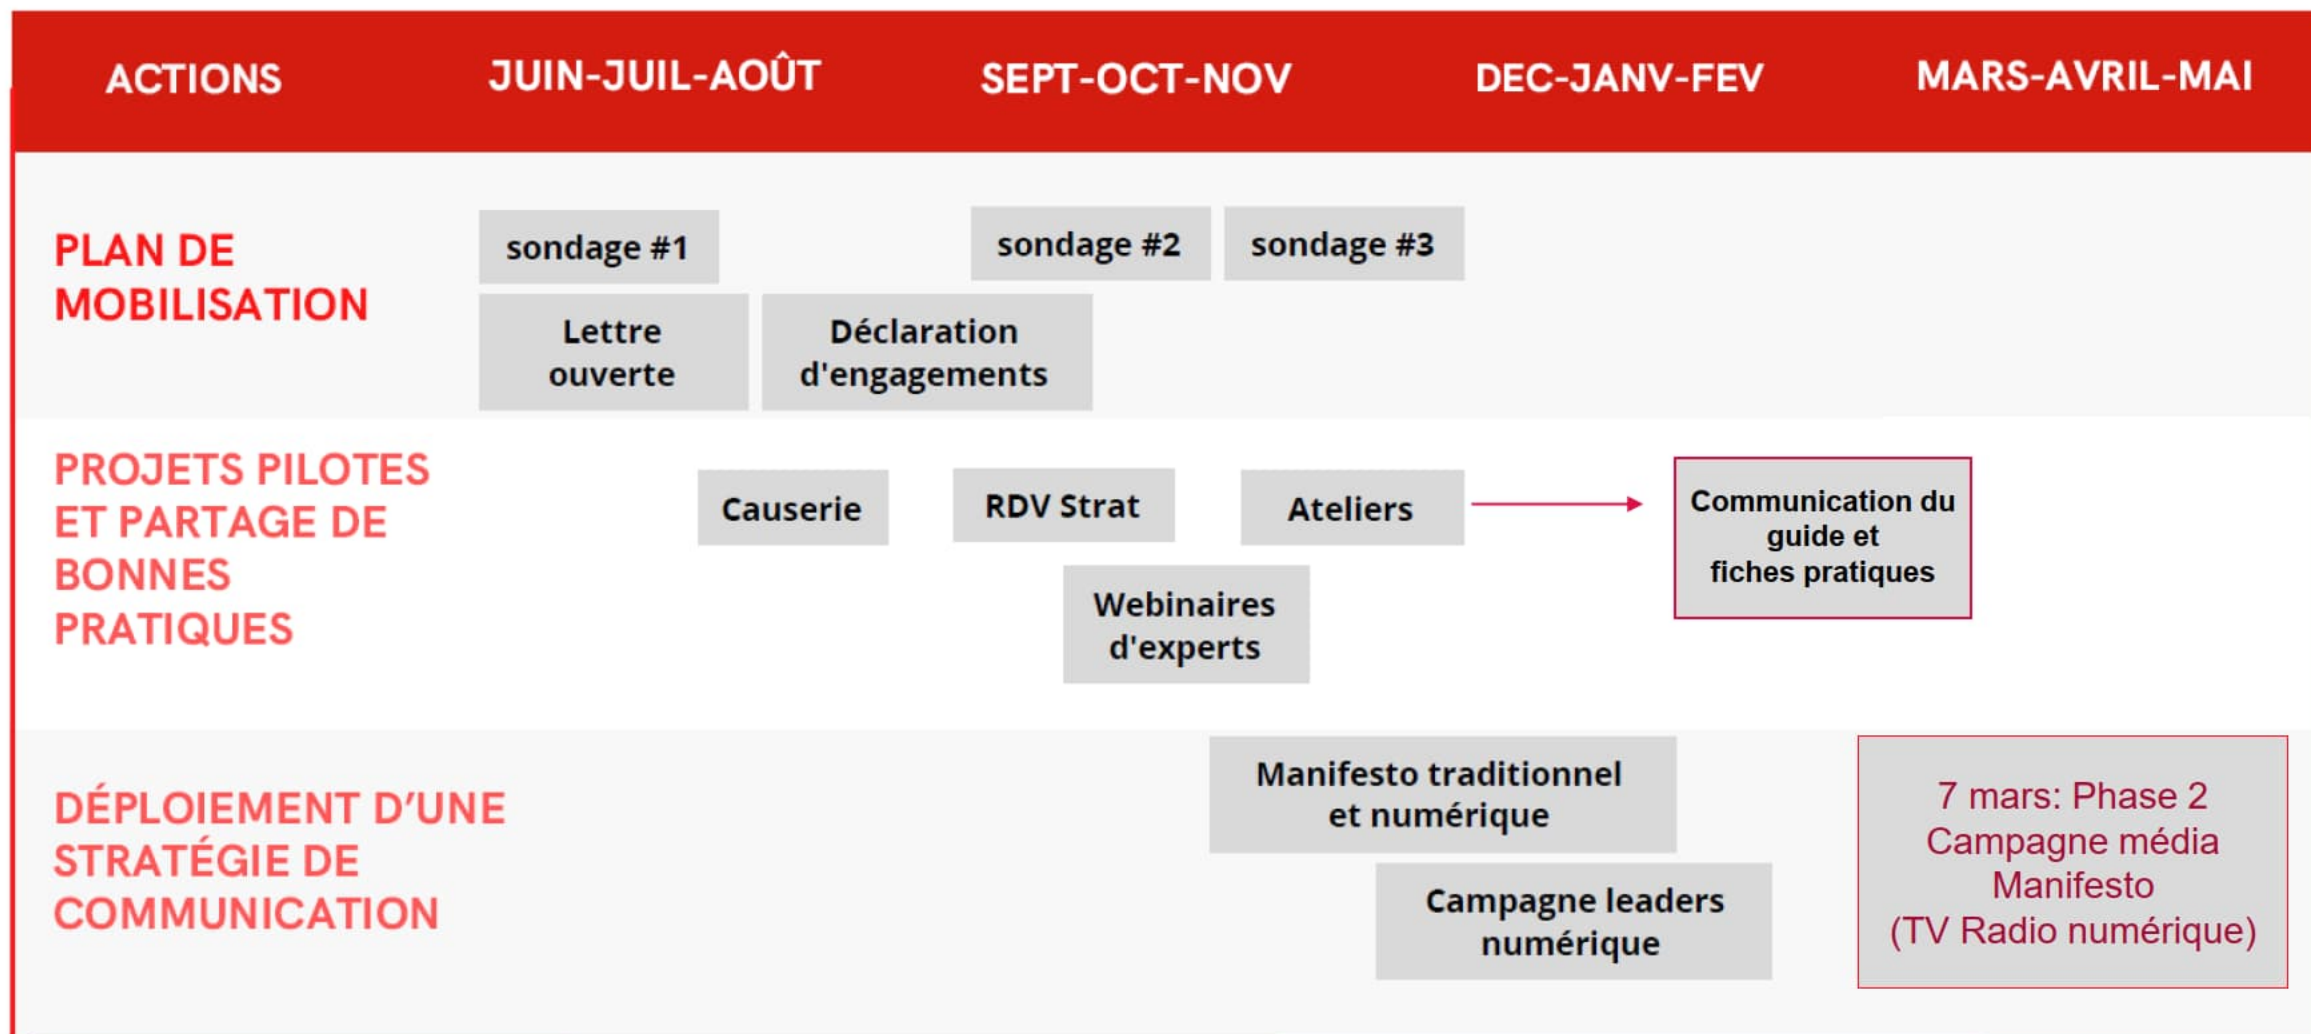 ACTIONS
JUIN-JUIL-AOÛT
SEPT-OCT-NOV
DEC-JANV-FEV
MARS-AVRIL-MAI
PLAN DE
MOBILISATION
sondage #1
sondage #2
sondage #3
Lettre
ouverte
Déclaration
d'engagements
PROJETS PILOTES
ET PARTAGE DE
BONNES
PRATIQUES
Causerie
RDV Strat
Ateliers
Webinaires
d'experts
Communication du
guide et
fiches pratiques
DÉPLOIEMENT D’UNE
STRATÉGIE DE
COMMUNICATION
Manifesto traditionnel
et numérique
Campagne leaders
numérique
7 mars: Phase 2
Campagne média
Manifesto
(TV Radio numérique)